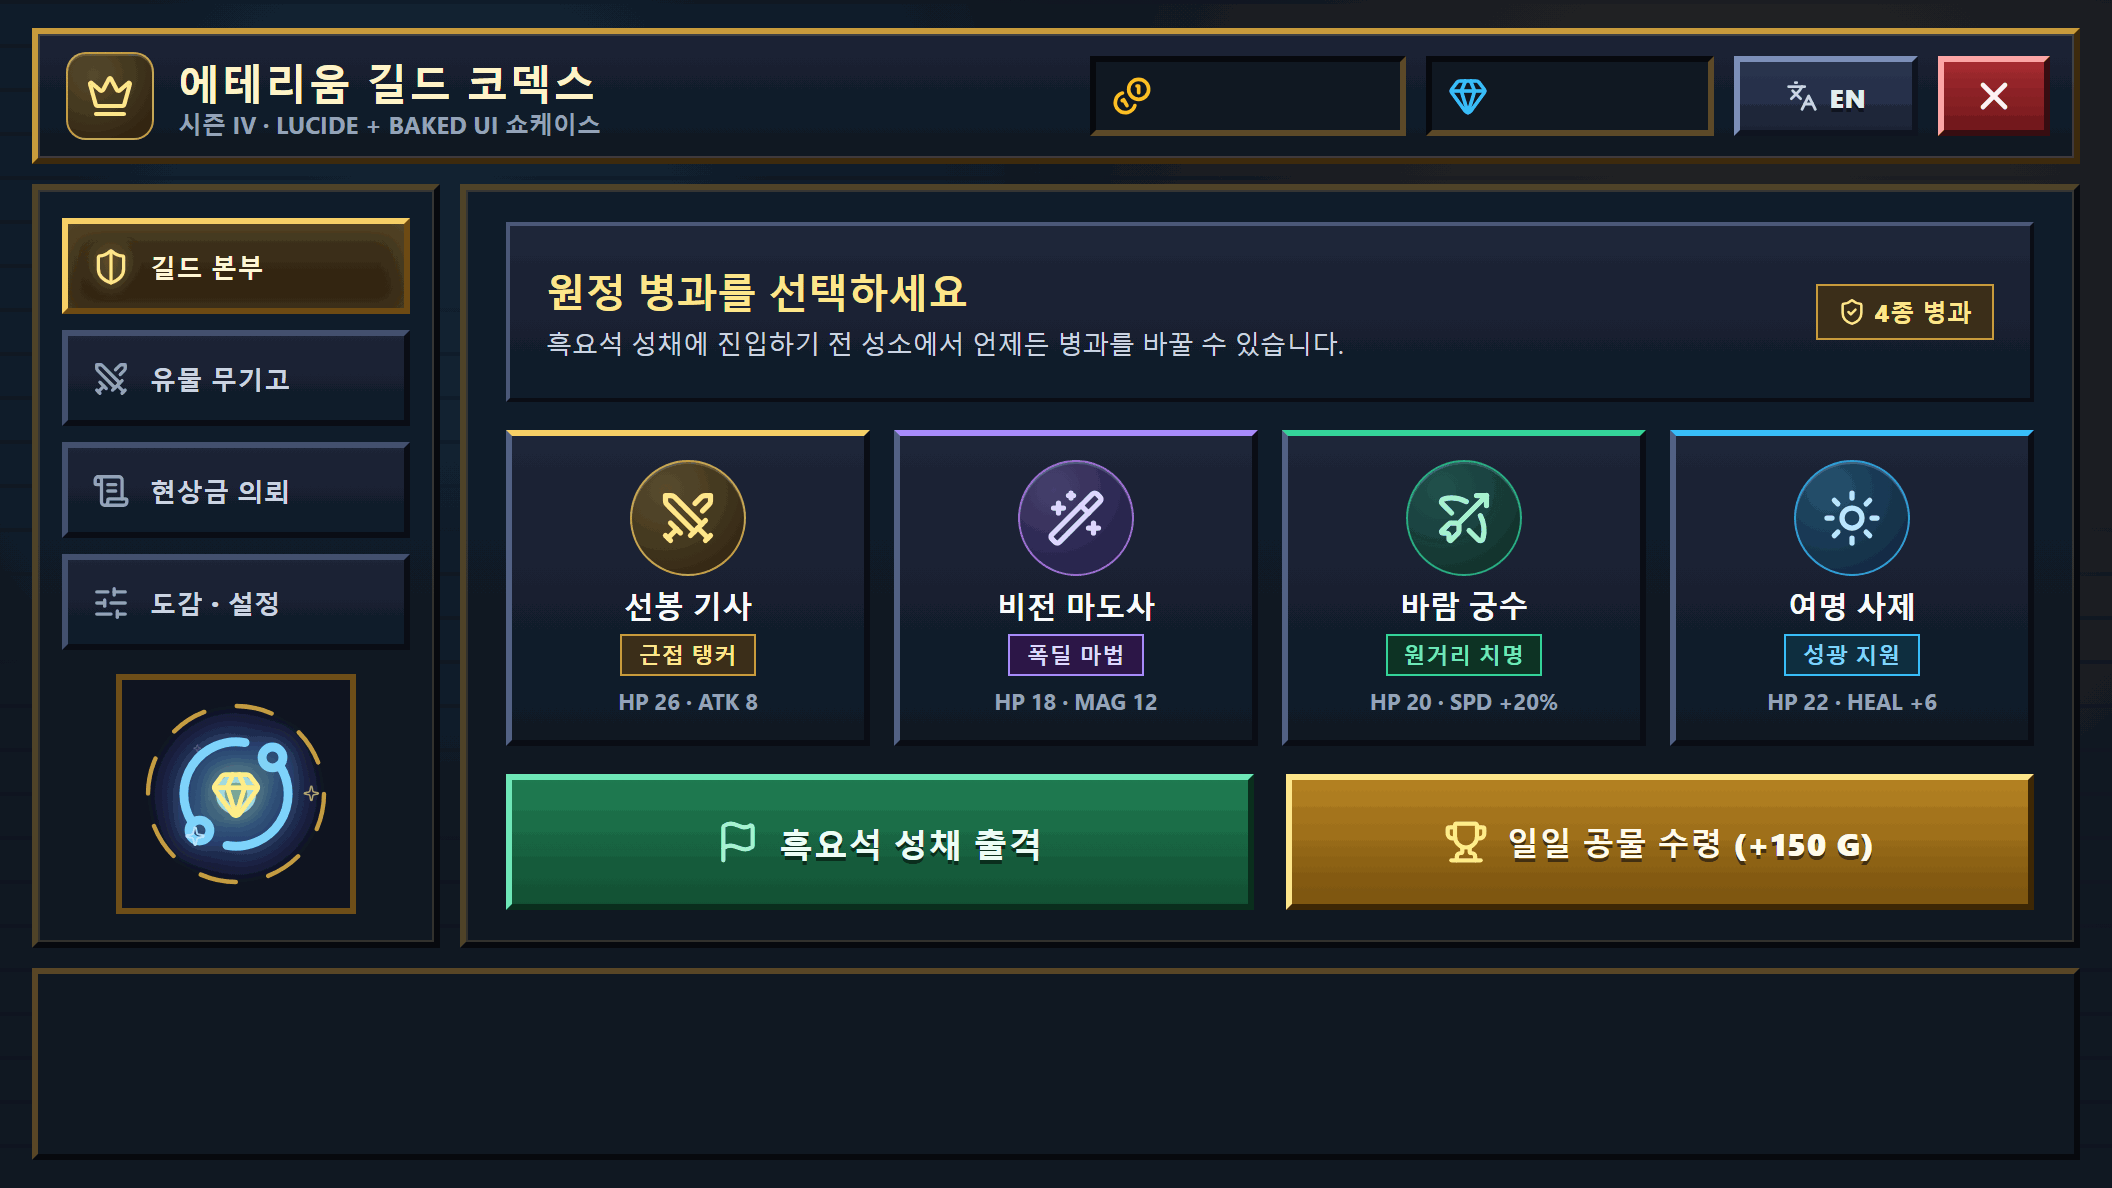 에테리움 길드 코덱스
시즌 IV · LUCIDE + BAKED UI 쇼케이스
EN
길드 본부
유물 무기고
현상금 의뢰
도감 · 설정
원정 병과를 선택하세요
흑요석 성채에 진입하기 전 성소에서 언제든 병과를 바꿀 수 있습니다.
4종 병과
선봉 기사
근접 탱커
HP 26 · ATK 8
비전 마도사
폭딜 마법
HP 18 · MAG 12
바람 궁수
원거리 치명
HP 20 · SPD +20%
여명 사제
성광 지원
HP 22 · HEAL +6
흑요석 성채 출격
일일 공물 수령 (+150 G)